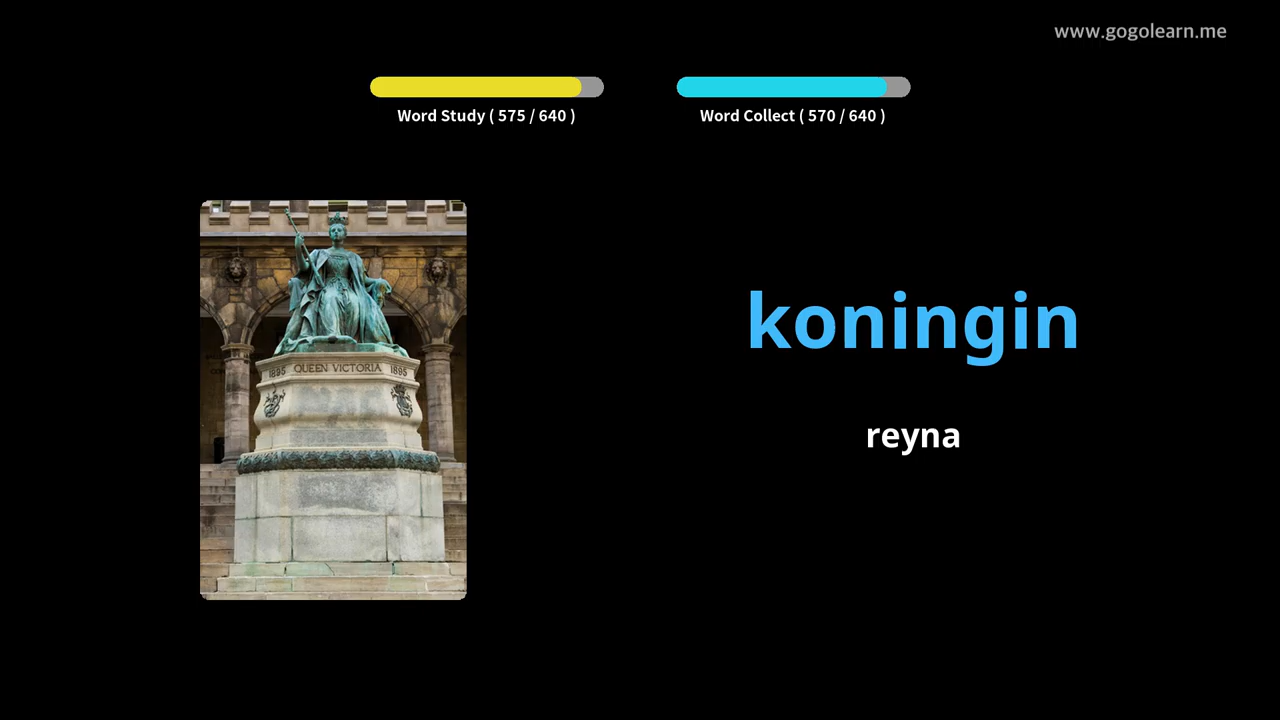 www.gogolearn.me
Word Study ( 575 / 640 )
Word Collect ( 570 / 640 )
1895 QUEEN VICTORIA 1895
koningin
reyna